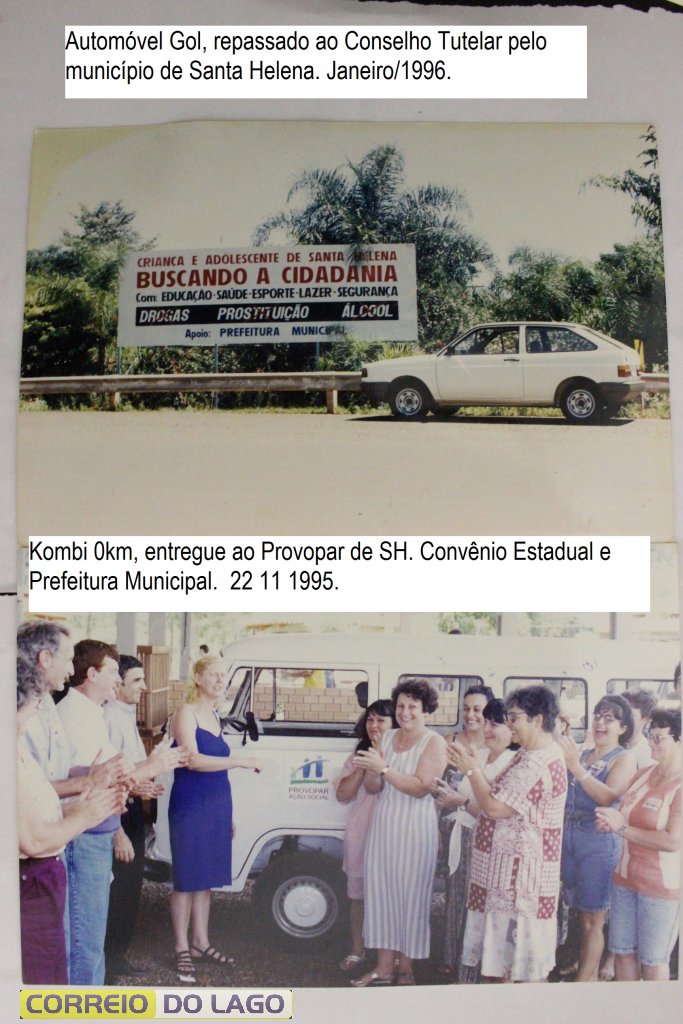 Automóvel Gol, repassado ao Conselho Tutelar pelo
município de Santa Helena. Janeiro/1996.
CRIANÇA E ADOLESCENTE DE SANTA HELENA
BUSCANDO A CIDADANIA
Com: EDUCAÇÃO-SAÚDE-ESPORTE-LAZER-SEGURANÇA
DROGAS PROSTITUIÇÃO ÁLCOOL
Apoio: PREFEITURA MUNICIPAL
Kombi 0km, entregue ao Provopar de SH. Convênio Estadual e
Prefeitura Municipal. 22 11 1995.
PROVOPAR
AÇÃO SOCIAL
CORREIO DO LAGO